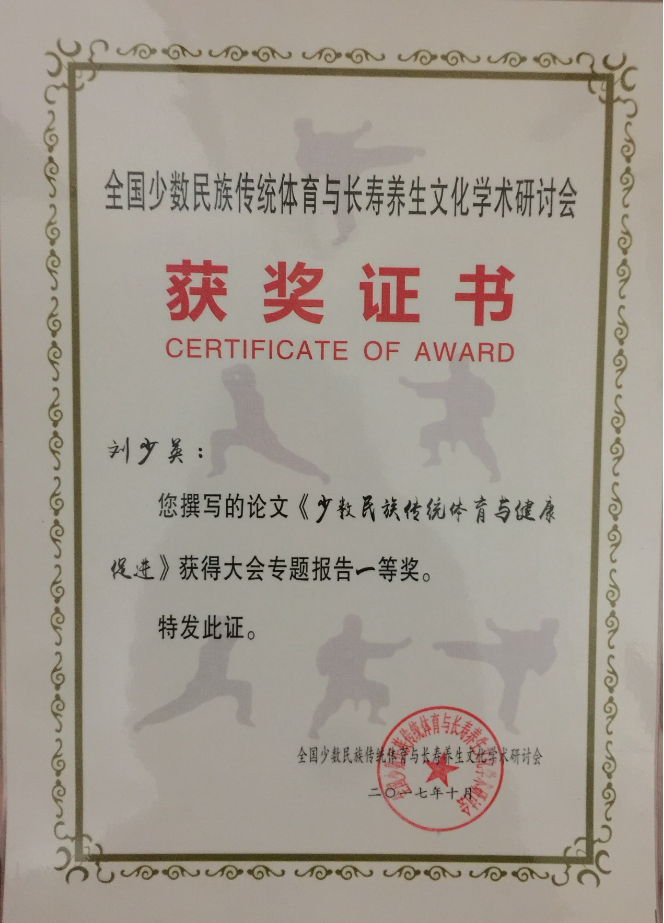 全国少数民族传统体育与长寿养生文化学术研讨会
获奖证书
CERTIFICATE OF AWARD
刘少英：
您撰写的论文《少数民族传统体育与健康
促进》获得大会专题报告一等奖。
特发此证。
全国少数民族传统体育与长寿养生文化学术研讨会
二〇一七年十月